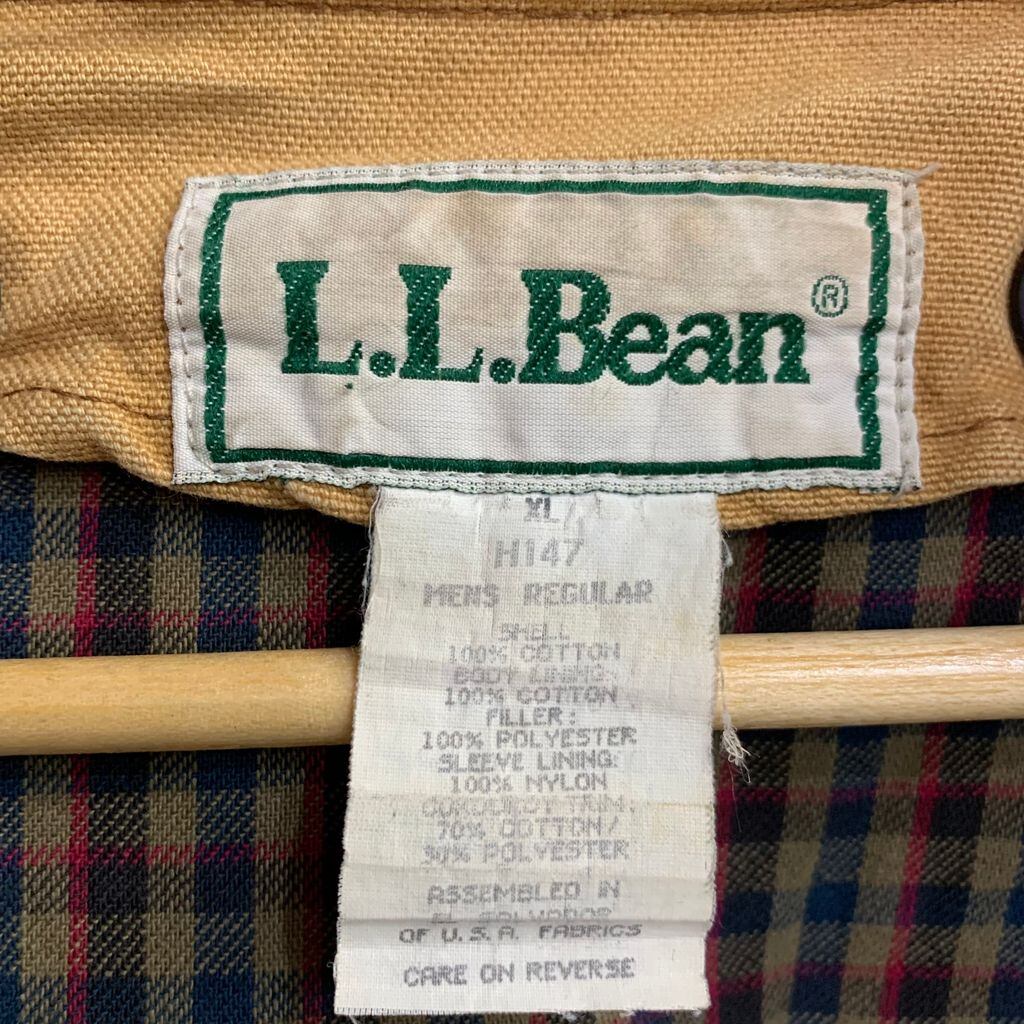 L.L.Bean®
XL
H147
MENS REGULAR
SHELL
100% COTTON
BODY LINING:
100% COTTON
FILLER:
100% POLYESTER
SLEEVE LINING:
100% NYLON
CORDUROY TRIM:
70% COTTON/
30% POLYESTER
ASSEMBLED IN
EL SALVADOR
OF U.S.A. FABRICS
CARE ON REVERSE